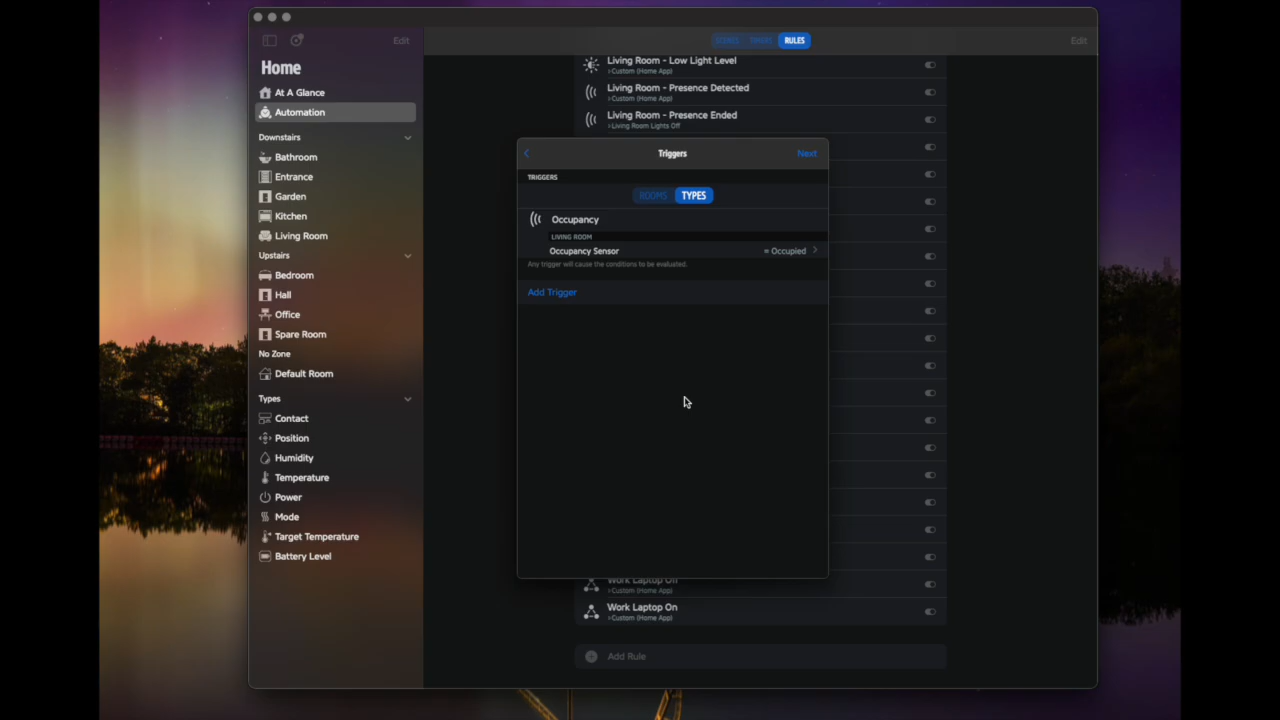 Edit
SCENES TIMERS RULES
Edit
Home
At A Glance
Automation
Downstairs
Bathroom
Entrance
Garden
Kitchen
Living Room
Upstairs
Bedroom
Hall
Office
Spare Room
No Zone
Default Room
Types
Contact
Position
Humidity
Temperature
Power
Mode
Target Temperature
Battery Level
Living Room - Low Light Level
›Custom (Home App)
Living Room - Presence Detected
›Custom (Home App)
Living Room - Presence Ended
›Living Room Lights Off
Triggers
Next
TRIGGERS
ROOMS TYPES
Occupancy
LIVING ROOM
Occupancy Sensor = Occupied
Any trigger will cause the conditions to be evaluated.
Add Trigger
Work Laptop Off
›Custom (Home App)
Work Laptop On
›Custom (Home App)
Add Rule